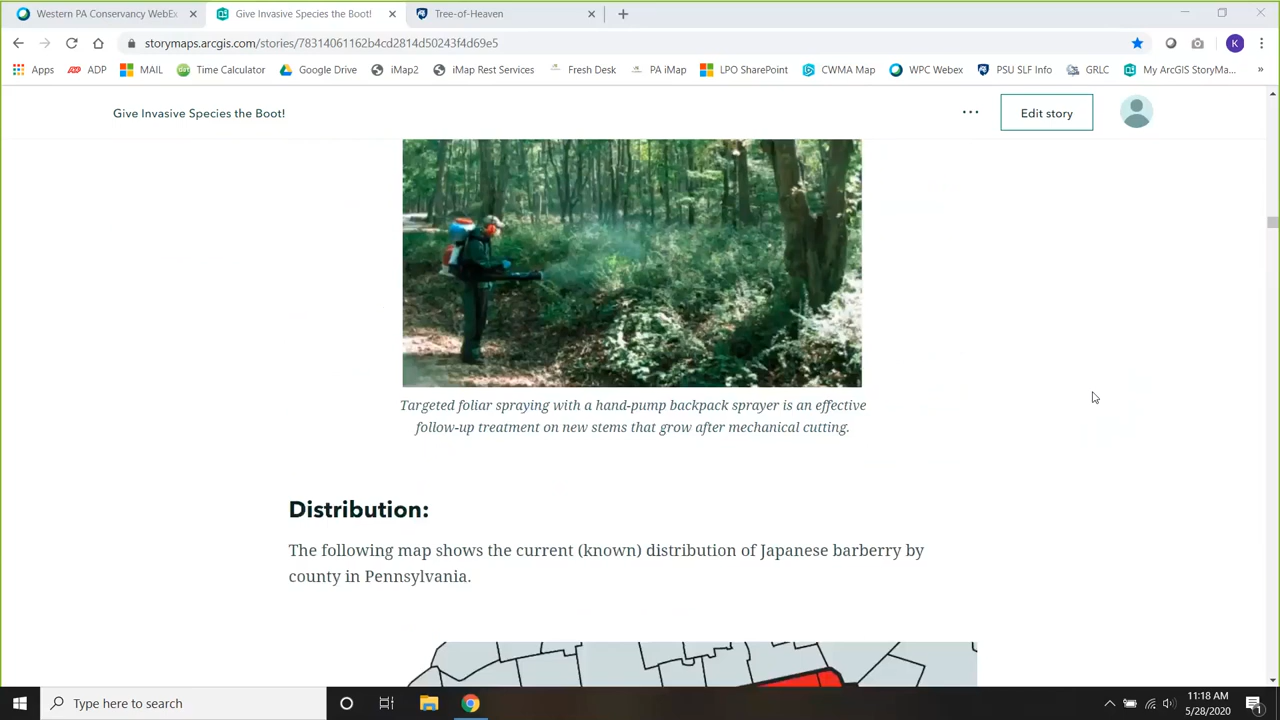 Western PA Conservancy WebEx
Give Invasive Species the Boot!
Tree-of-Heaven
storymaps.arcgis.com/stories/78314061162b4cd2814d50243f4d69e5
K
Apps
ADP
MAIL
Time Calculator
Google Drive
iMap2
iMap Rest Services
Fresh Desk
PA iMap
LPO SharePoint
CWMA Map
WPC Webex
PSU SLF Info
GRLC
My ArcGIS StoryMa...
Give Invasive Species the Boot!
Edit story
Targeted foliar spraying with a hand-pump backpack sprayer is an effective
follow-up treatment on new stems that grow after mechanical cutting.
Distribution:
The following map shows the current (known) distribution of Japanese barberry by
county in Pennsylvania.
Type here to search
11:18 AM
5/28/2020
1